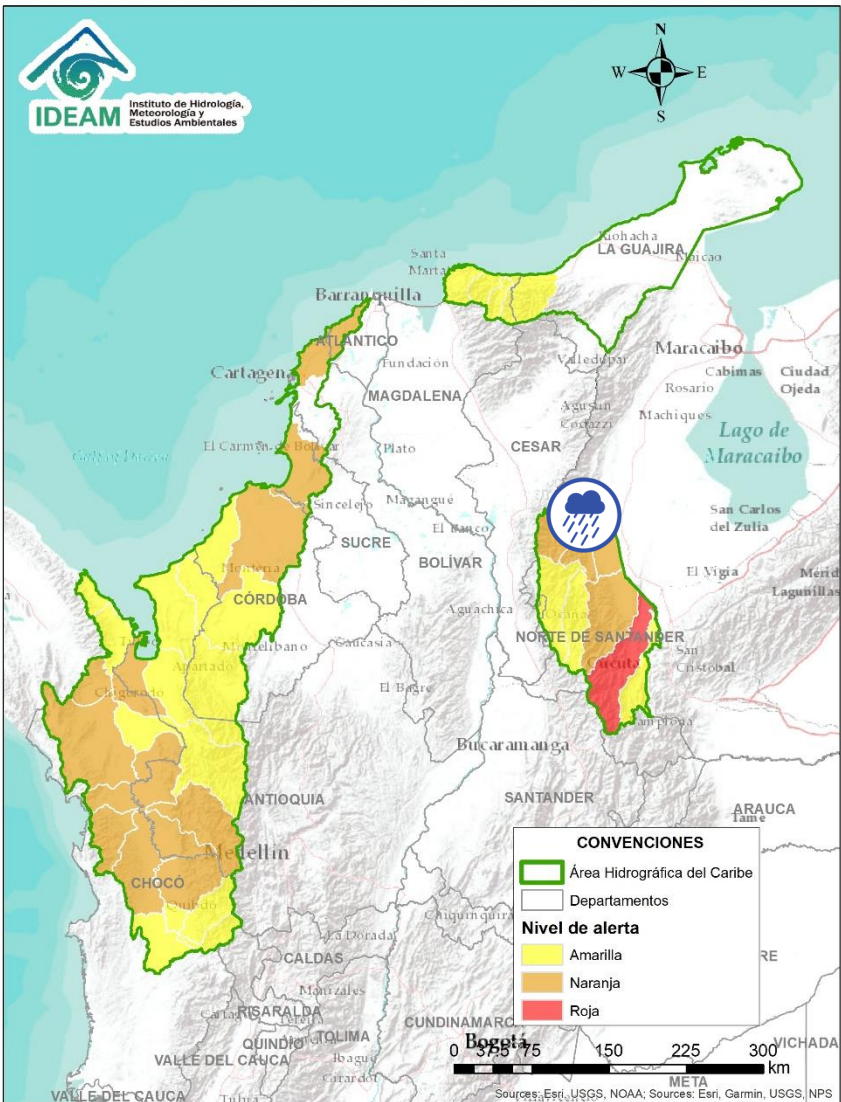 IDEAM
Instituto de Hidrología,
Meteorología y
Estudios Ambientales
N
W
E
S
Riohacha
LA GUAJIRA
Maicao
Santa
Marta
Barranquilla
ATLÁNTICO
Cartagena
Fundación
Valledupar
Maracaibo
Cabimas
Ciudad
Ojeda
Rosario
MAGDALENA
Agustín
Codazzi
Machiques
El Carmen de Bolívar
Plato
CESAR
Lago de
Maracaibo
Sincelejo
Magangué
San Carlos
del Zulia
El Banco
SUCRE
BOLÍVAR
Montería
El Vigía
Lagunillas
CÓRDOBA
Aguachica
Ocaña
NORTE DE SANTANDER
Montelíbano
Caucasia
San
Cristóbal
Apartadó
Cúcuta
Chigorodó
El Bagre
Pamplona
Bucaramanga
ANTIOQUIA
SANTANDER
ARAUCA
Tame
Medellín
CHOCÓ
Quibdó
Chiquinquirá
La Dorada
CALDAS
Manizales
RISARALDA
QUINDÍO
TOLIMA
CUNDINAMARC
VICHADA
VALLE DEL CAUCA
Ibagué
Bogotá
Girardot
META
VALLE DEL CAUCA
Tuluá
CONVENCIONES
Área Hidrográfica del Caribe
Departamentos
Nivel de alerta
Amarilla
Naranja
Roja
0 37.5 75 150 225 300
km
Sources: Esri, USGS, NOAA; Sources: Esri, Garmin, USGS, NPS